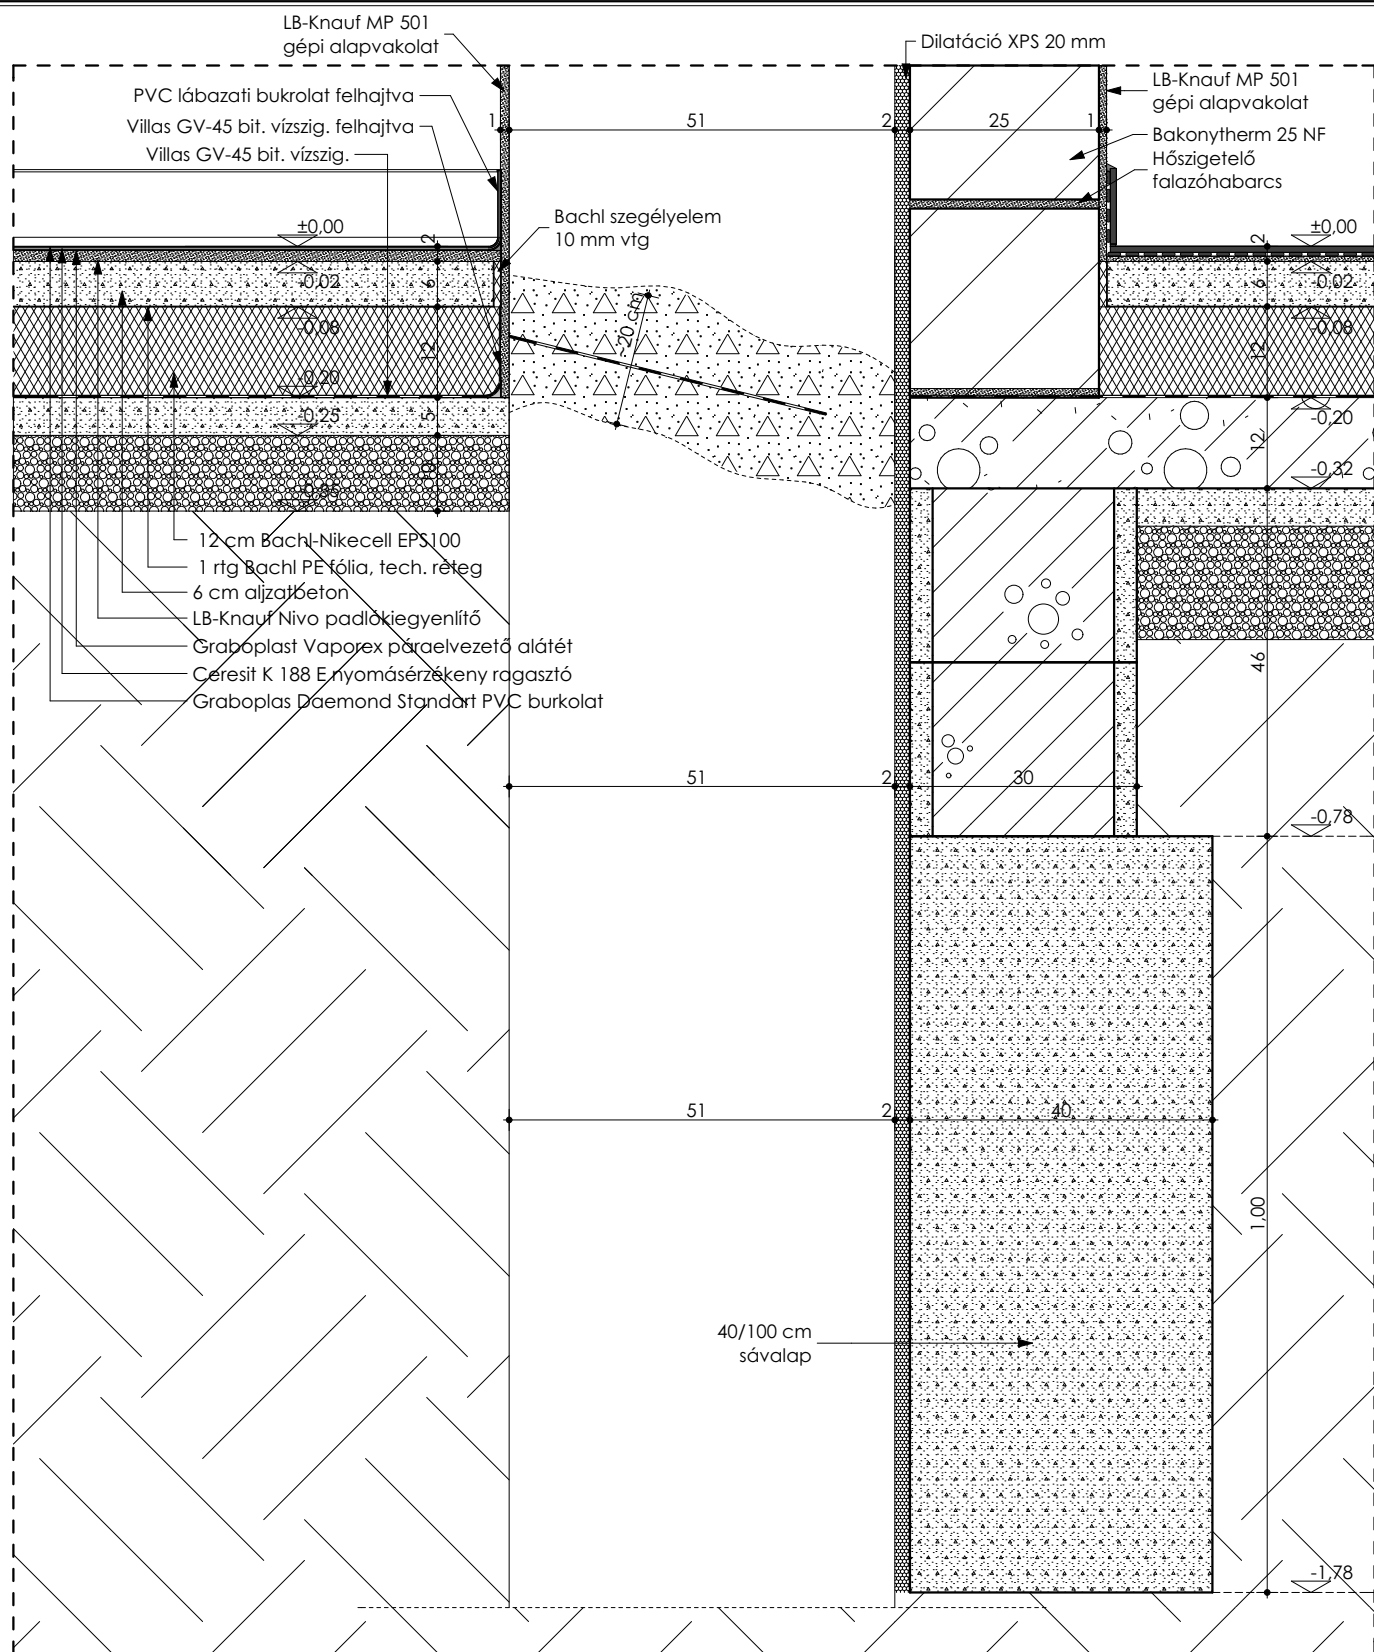 LB-Knauf MP 501
gépi alapvakolat
Dilatáció XPS 20 mm
LB-Knauf MP 501
gépi alapvakolat
PVC lábazati bukrolat felhajtva
Villas GV-45 bit. vízszig. felhajtva
Villas GV-45 bit. vízszig.
1
51
2
25
1
Bakonytherm 25 NF
Hőszigetelő
falazóhabarcs
Bachl szegélyelem
10 mm vtg
±0,00
2
-0,02
6
-0,08
12
-0,20
5
-0,25
10
-0,35
~20 cm
±0,00
2
-0,02
6
-0,08
12
-0,20
12
-0,32
12 cm Bachl-Nikecell EPS100
1 rtg Bachl PE fólia, tech. réteg
6 cm aljzatbeton
LB-Knauf Nivo padlókiegyenlítő
Graboplast Vaporex páraelvezető alátét
Ceresit K 188 E nyomásérzékeny ragasztó
Graboplas Daemond Standart PVC burkolat
46
51
2
30
-0,78
51
2
40
1,00
40/100 cm
sávalap
-1,78